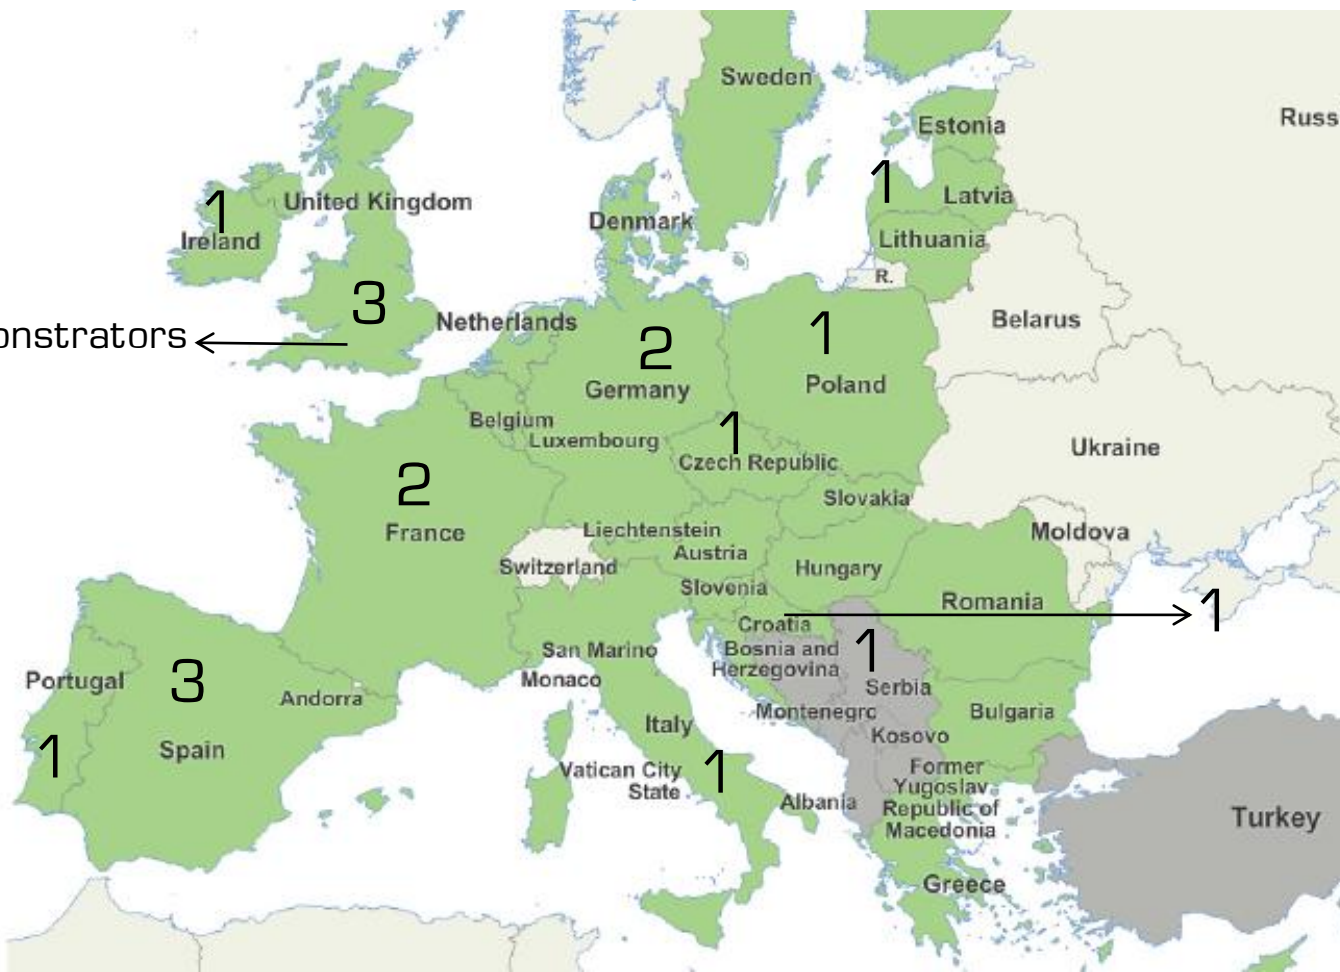 Sweden
Russ
Estonia
1
Latvia
1
United Kingdom
Denmark
Ireland
Lithuania
R.
3
Netherlands
1
Belarus
onstrators
2
Germany
Poland
Belgium
1
Luxembourg
Ukraine
Czech Republic
2
Slovakia
France
Liechtenstein
Moldova
Austria
Switzerland
Hungary
Slovenia
Romania
1
Croatia
San Marino
Bosnia and
Herzegovina
1
Portugal
3
Monaco
Serbia
Andorra
Montenegro
Bulgaria
Italy
Kosovo
Spain
1
Vatican City
State
1
Former
Yugoslav
Republic of
Macedonia
Albania
Turkey
Greece